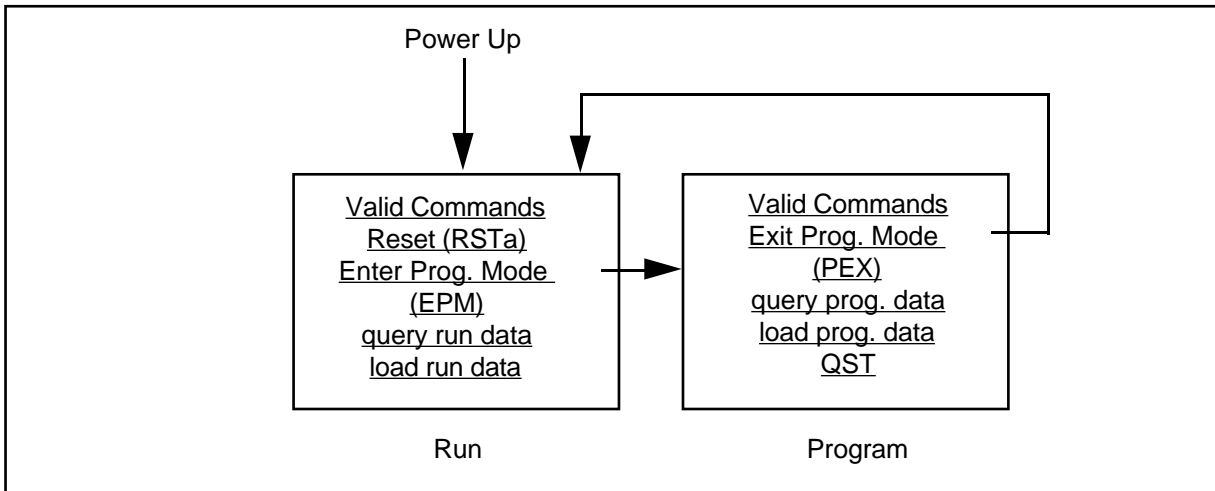 Power Up
Valid Commands
Reset (RSTa)
Enter Prog. Mode
(EPM)
query run data
load run data
Run
Valid Commands
Exit Prog. Mode
(PEX)
query prog. data
load prog. data
QST
Program